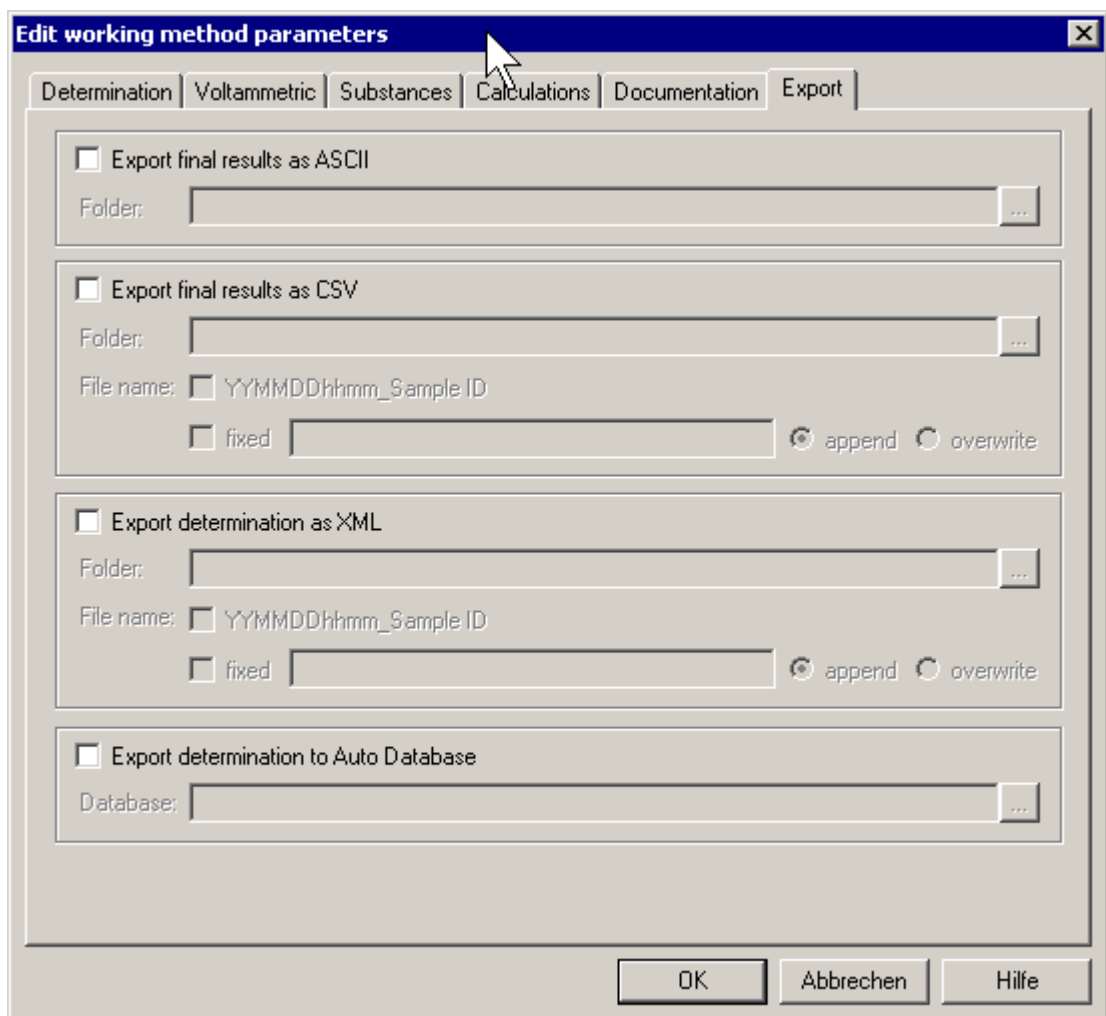 Edit working method parameters
Determination Voltammetric Substances Calculations Documentation Export
Export final results as ASCII
Folder: ...
Export final results as CSV
Folder: ...
File name: YYMMDDhhmm_Sample ID
fixed append overwrite
Export determination as XML
Folder: ...
File name: YYMMDDhhmm_Sample ID
fixed append overwrite
Export determination to Auto Database
Database: ...
OK Abbrechen Hilfe